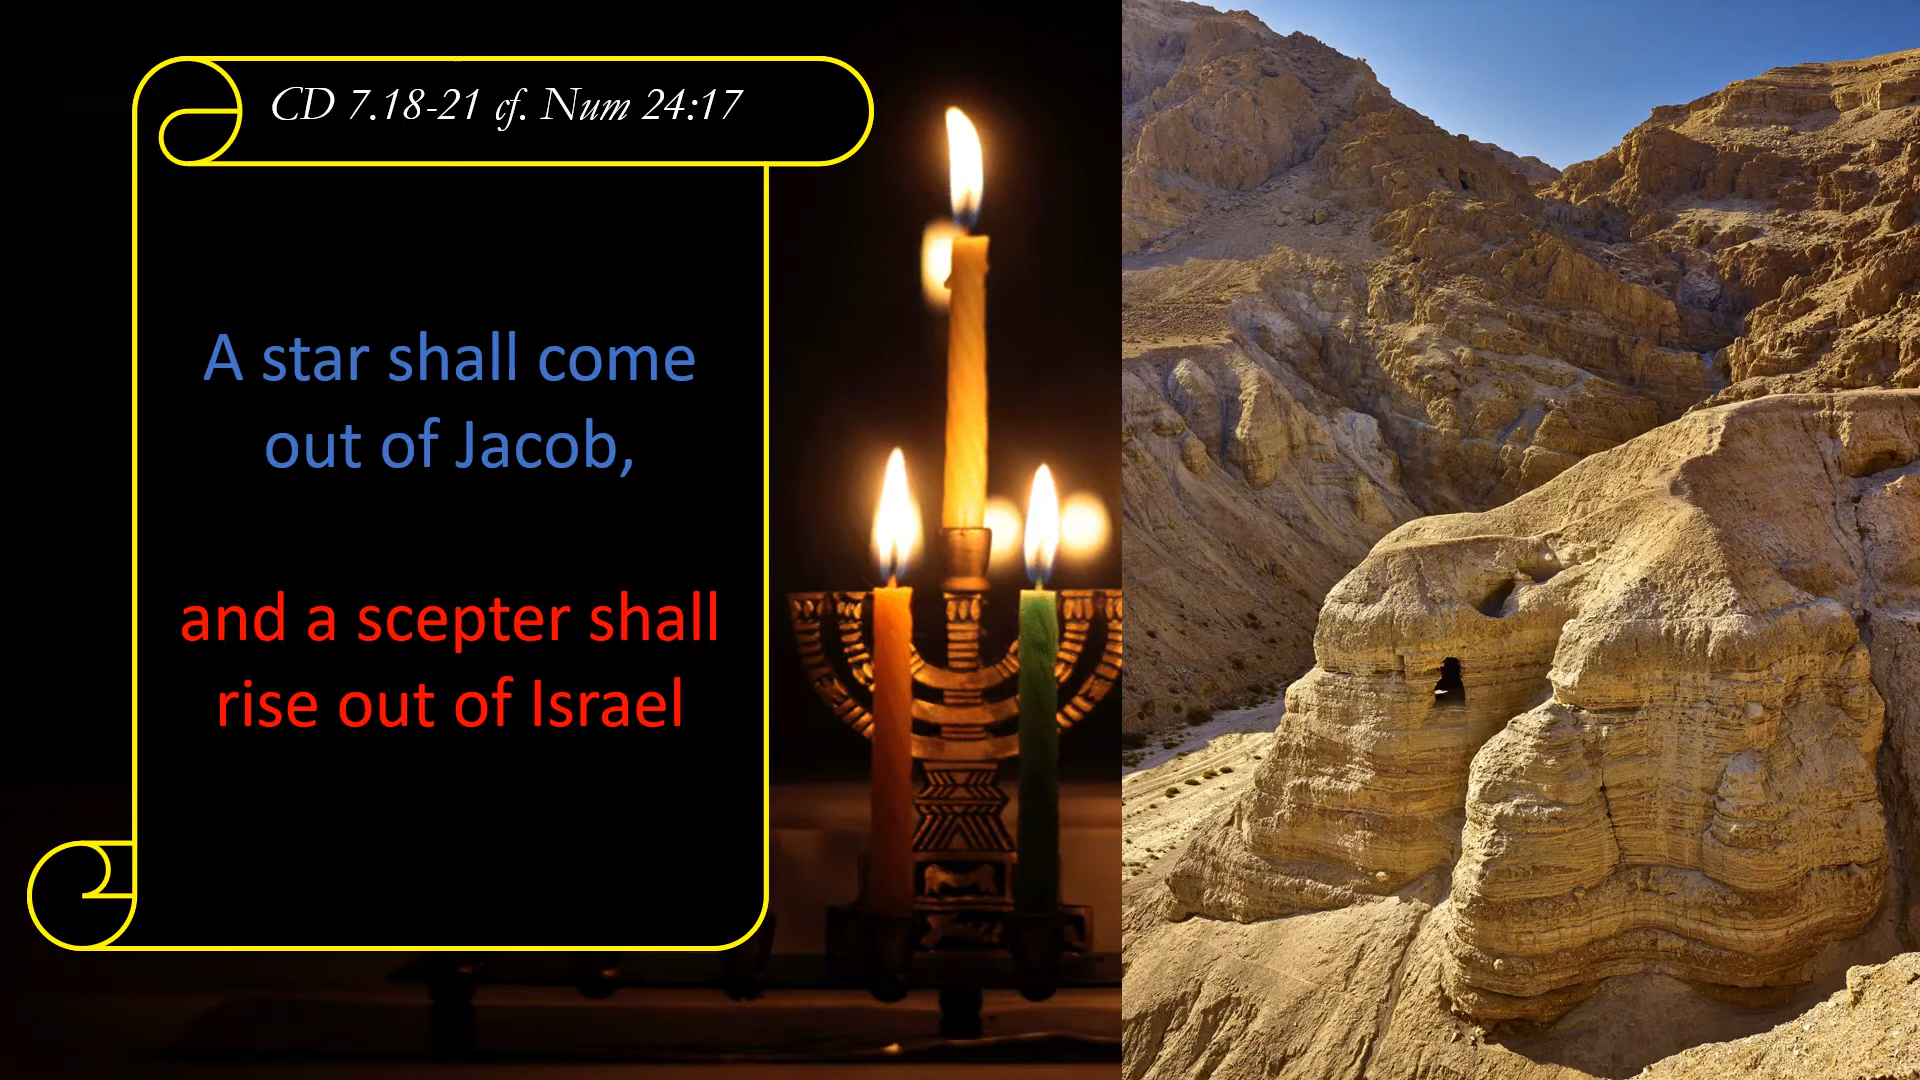 CD 7.18-21 cf. Num 24:17
A star shall come
out of Jacob,
and a scepter shall
rise out of Israel